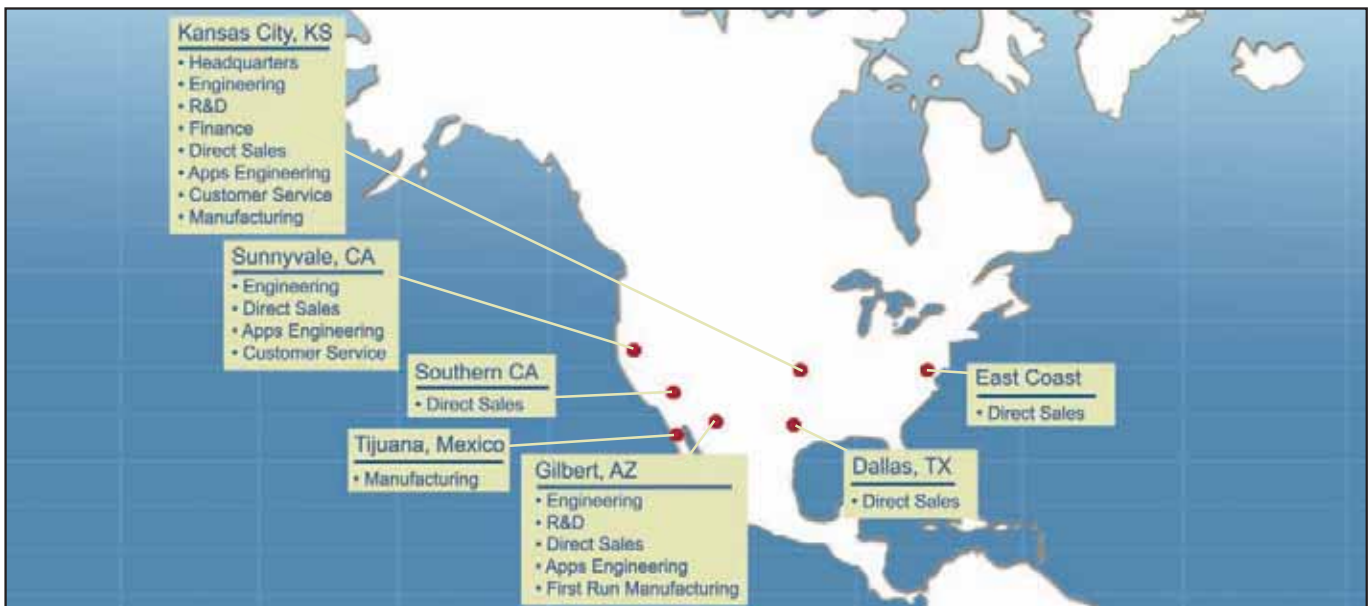 Kansas City, KS
• Headquarters
• Engineering
• R&D
• Finance
• Direct Sales
• Apps Engineering
• Customer Service
• Manufacturing
Sunnyvale, CA
• Engineering
• Direct Sales
• Apps Engineering
• Customer Service
Southern CA
• Direct Sales
Tijuana, Mexico
• Manufacturing
Gilbert, AZ
• Engineering
• R&D
• Direct Sales
• Apps Engineering
• First Run Manufacturing
Dallas, TX
• Direct Sales
East Coast
• Direct Sales